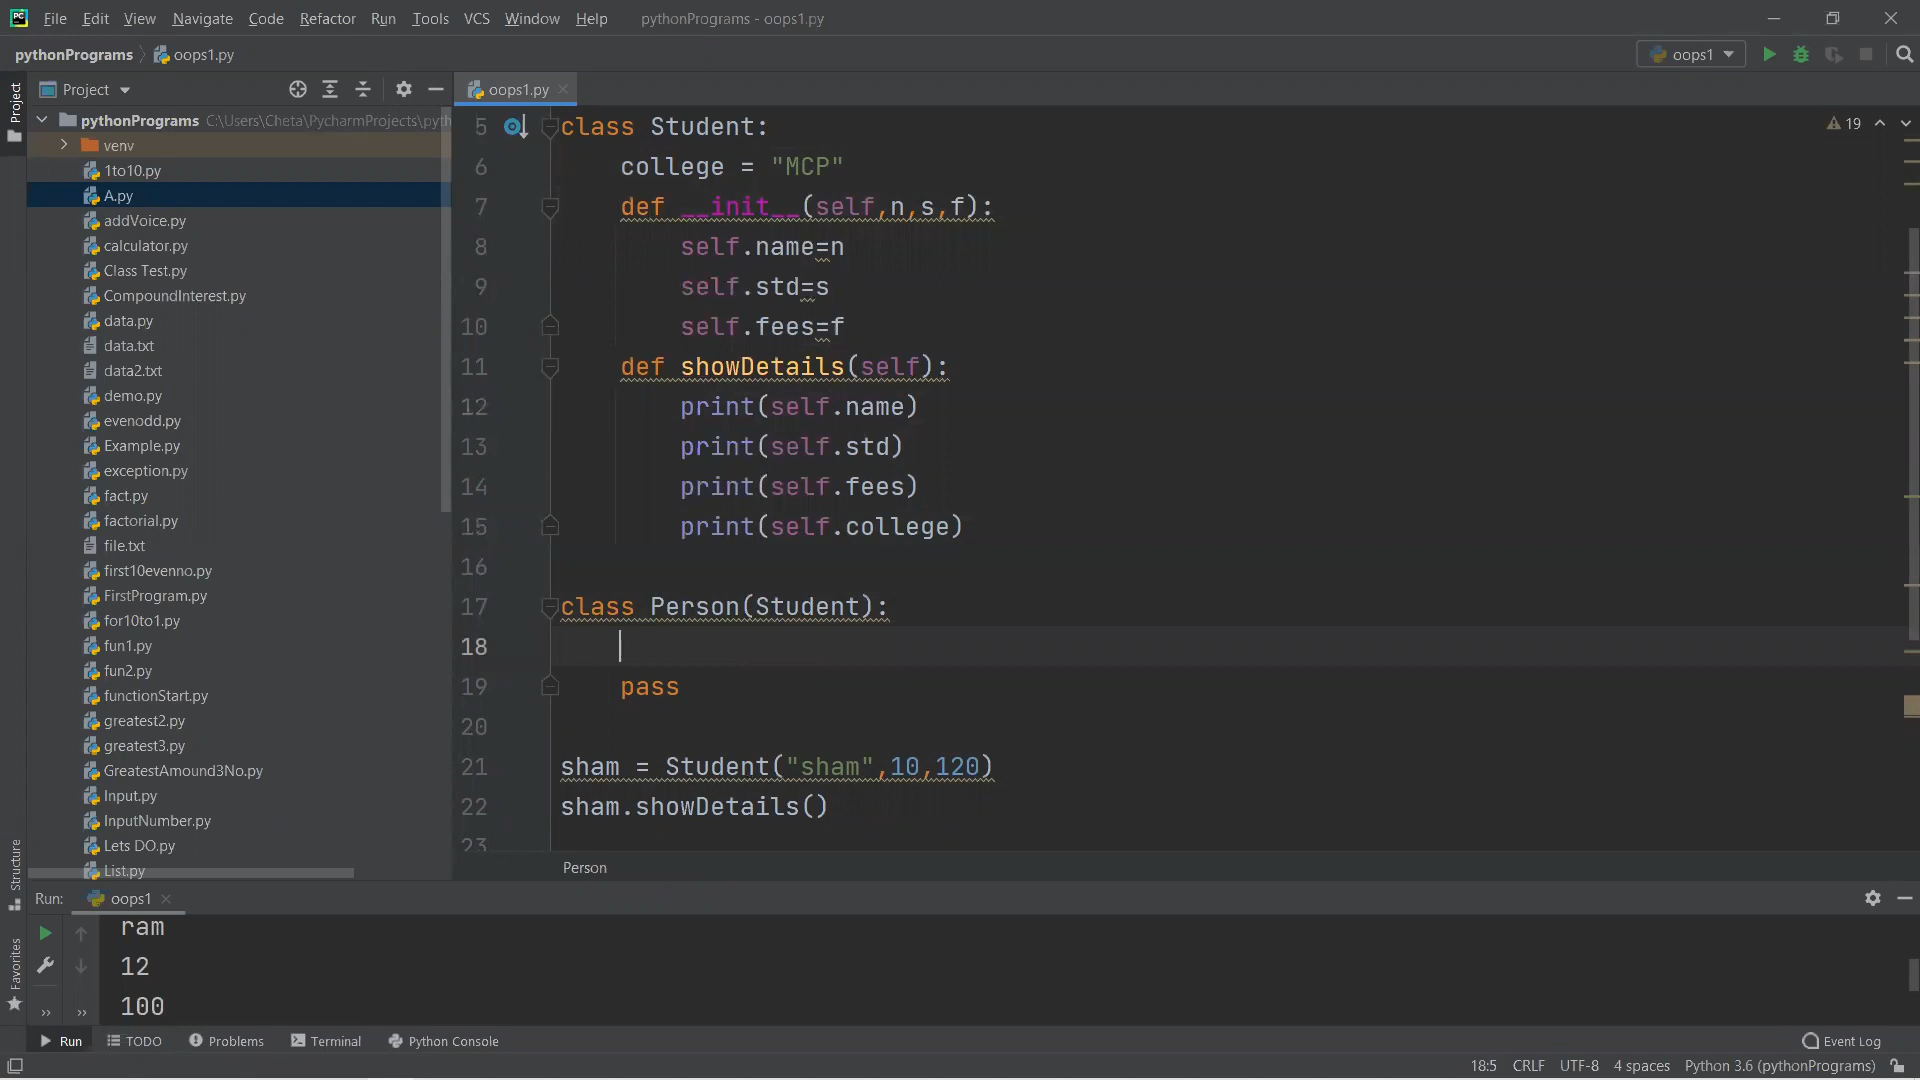 File Edit View Navigate Code Refactor Run Tools VCS Window Help pythonPrograms - oops1.py
pythonPrograms oops1.py oops1
Project
Project
oops1.py
pythonPrograms C:\Users\Cheta\PycharmProjects\pyth
venv
1to10.py
A.py
addVoice.py
calculator.py
Class Test.py
CompoundInterest.py
data.py
data.txt
data2.txt
demo.py
evenodd.py
Example.py
exception.py
fact.py
factorial.py
file.txt
first10evenno.py
FirstProgram.py
for10to1.py
fun1.py
fun2.py
functionStart.py
greatest2.py
greatest3.py
GreatestAmound3No.py
Input.py
InputNumber.py
Lets DO.py
List.py
19
5 class Student:
6 college = "MCP"
7 def __init__(self,n,s,f):
8 self.name=n
9 self.std=s
10 self.fees=f
11 def showDetails(self):
12 print(self.name)
13 print(self.std)
14 print(self.fees)
15 print(self.college)
16
17 class Person(Student):
18
19 pass
20
21 sham = Student("sham",10,120)
22 sham.showDetails()
23
Person
Structure
Favorites
Run: oops1
ram
12
100
Run TODO Problems Terminal Python Console Event Log
18:5 CRLF UTF-8 4 spaces Python 3.6 (pythonPrograms)